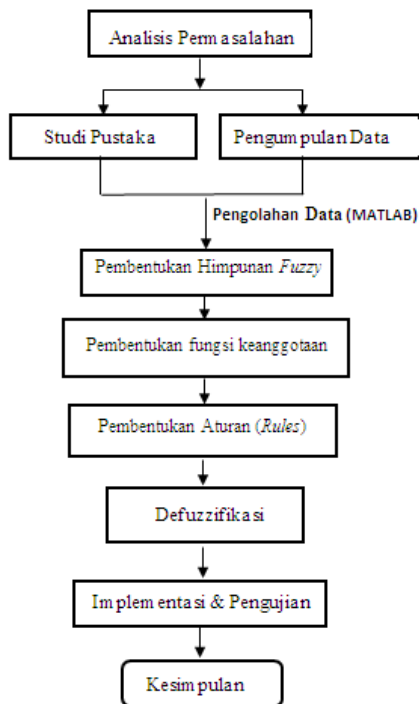 Analisis Permasalahan
Studi Pustaka
Pengumpulan Data
Pengolahan Data (MATLAB)
Pembentukan Himpunan Fuzzy
Pembentukan fungsi keanggotaan
Pembentukan Aturan (Rules)
Defuzzifikasi
Implementasi & Pengujian
Kesimpulan